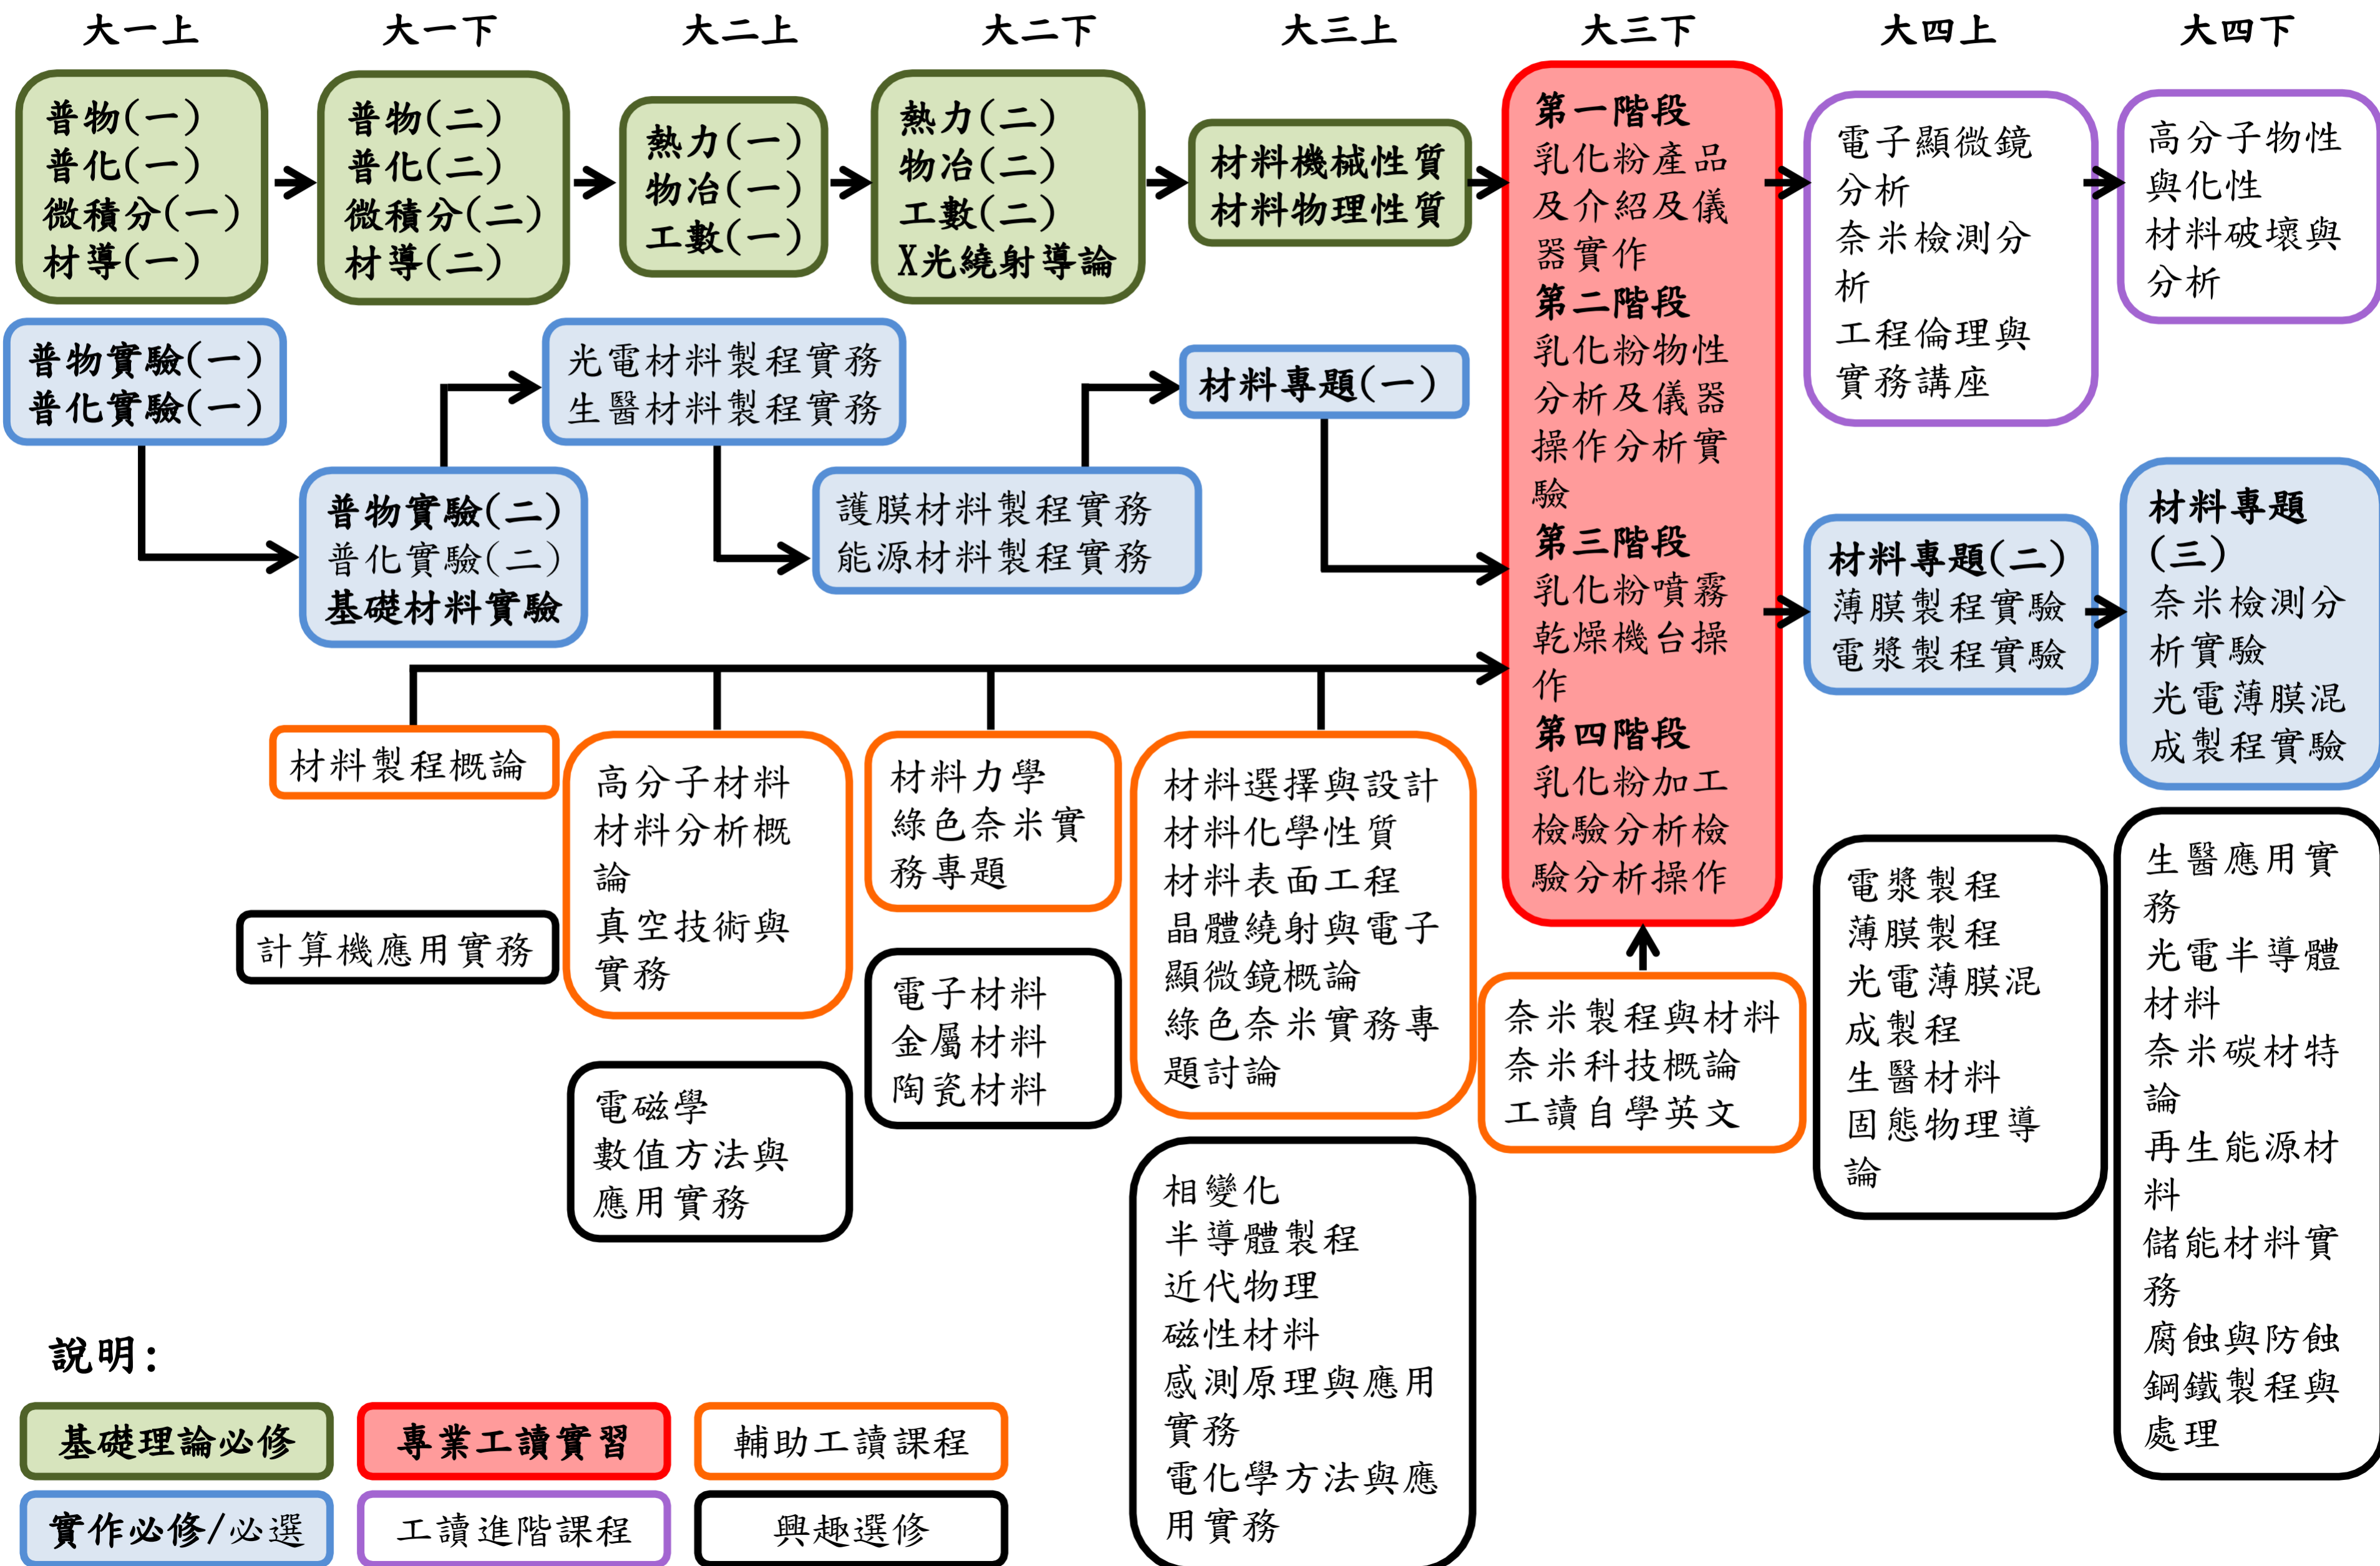 大一上
大一下
大二上
大二下
大三上
大三下
大四上
大四下
普物(一)
普化(一)
微積分(一)
材導(一)
普物(二)
普化(二)
微積分(二)
材導(二)
熱力(一)
物冶(一)
工數(一)
熱力(二)
物冶(二)
工數(二)
X光繞射導論
材料機械性質
材料物理性質
第一階段
乳化粉產品
及介紹及儀
器實作
第二階段
乳化粉物性
分析及儀器
操作分析實
驗
第三階段
乳化粉噴霧
乾燥機台操
作
第四階段
乳化粉加工
檢驗分析檢
驗分析操作
電子顯微鏡
分析
奈米檢測分
析
工程倫理與
實務講座
高分子物性
與化性
材料破壞與
分析
普物實驗(一)
普化實驗(一)
普物實驗(二)
普化實驗(二)
基礎材料實驗
光電材料製程實務
生醫材料製程實務
護膜材料製程實務
能源材料製程實務
材料專題(一)
材料專題(二)
薄膜製程實驗
電漿製程實驗
材料專題
(三)
奈米檢測分
析實驗
光電薄膜混
成製程實驗
材料製程概論
計算機應用實務
高分子材料
材料分析概
論
真空技術與
實務
電磁學
數值方法與
應用實務
材料力學
綠色奈米實
務專題
電子材料
金屬材料
陶瓷材料
材料選擇與設計
材料化學性質
材料表面工程
晶體繞射與電子
顯微鏡概論
綠色奈米實務專
題討論
相變化
半導體製程
近代物理
磁性材料
感測原理與應用
實務
電化學方法與應
用實務
奈米製程與材料
奈米科技概論
工讀自學英文
電漿製程
薄膜製程
光電薄膜混
成製程
生醫材料
固態物理導
論
生醫應用實
務
光電半導體
材料
奈米碳材特
論
再生能源材
料
儲能材料實
務
腐蝕與防蝕
鋼鐵製程與
處理
說明:
基礎理論必修
專業工讀實習
輔助工讀課程
實作必修/必選
工讀進階課程
興趣選修